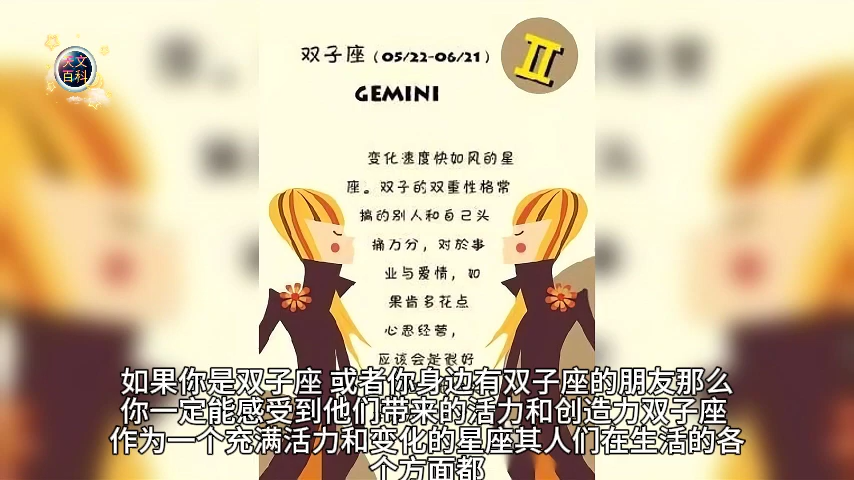 天文
百科
双子座（05/22-06/21）
GEMINI
变化速度快如风的星
座。双子的双重性格常
搞的别人和自己头
痛万分，对於事
业与爱情，如
果肯多花点
心思经营，
应该会是很好
如果你是双子座 或者你身边有双子座的朋友那么
你一定能感受到他们带来的活力和创造力双子座
作为一个充满活力和变化的星座其人们在生活的各
个方面都